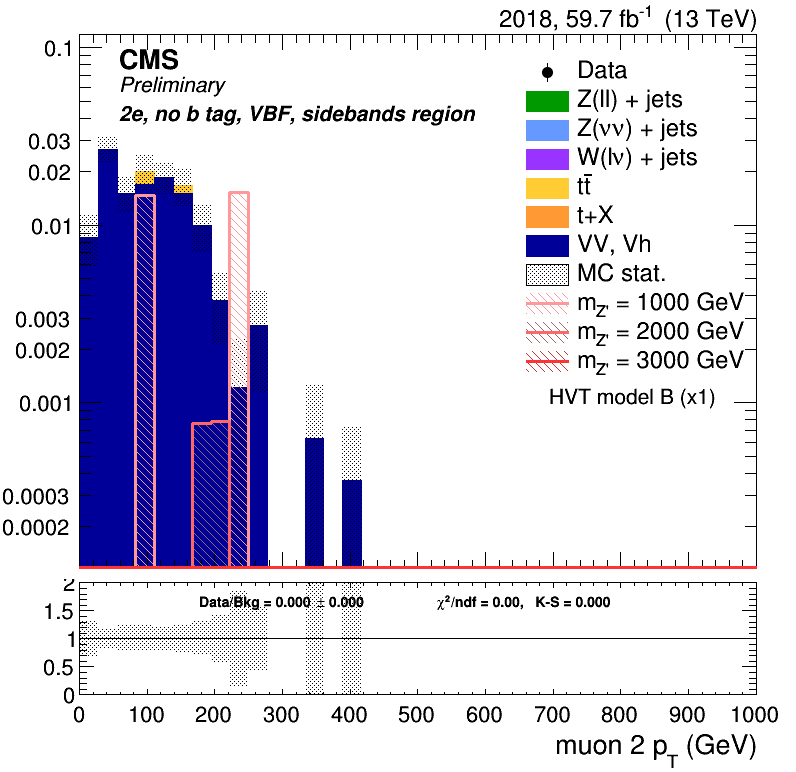 2018, 59.7 fb⁻¹ (13 TeV)
CMS
Preliminary
2e, no b tag, VBF, sidebands region
Data
Z(ll) + jets
Z(νν) + jets
W(lν) + jets
tt̄
t+X
VV, Vh
MC stat.
m_Z' = 1000 GeV
m_Z' = 2000 GeV
m_Z' = 3000 GeV
HVT model B (x1)
0.1
0.03
0.02
0.01
0.003
0.002
0.001
0.0003
0.0002
Data/Bkg = 0.000 ± 0.000 χ²/ndf = 0.00, K-S = 0.000
2
1.5
1
0.5
0
0 100 200 300 400 500 600 700 800 900 1000
muon 2 p_T (GeV)